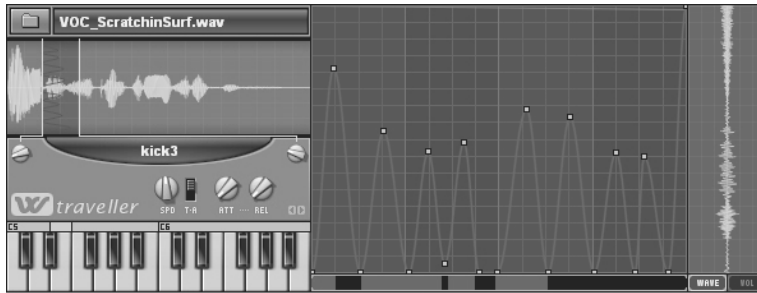 VOC_ScratchinSurf.wav
kick3
W traveller
SPD T-A ATT REL
C5 C6
WAVE VOL